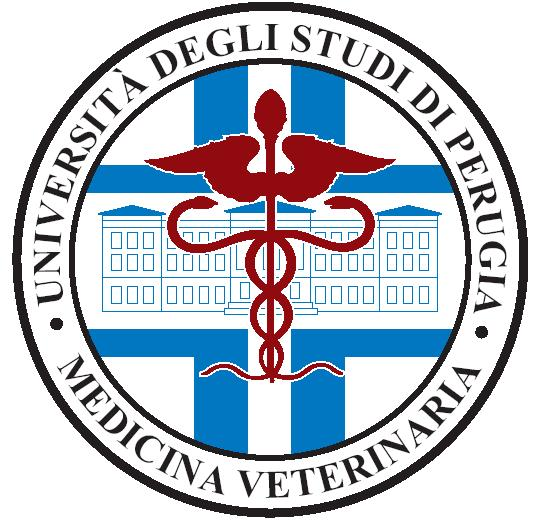 UNIVERSITÀ DEGLI STUDI DI PERUGIA
MEDICINA VETERINARIA